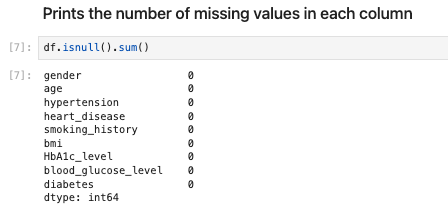 Prints the number of missing values in each column
[7]: df.isnull().sum()
[7]: gender 0
age 0
hypertension 0
heart_disease 0
smoking_history 0
bmi 0
HbA1c_level 0
blood_glucose_level 0
diabetes 0
dtype: int64